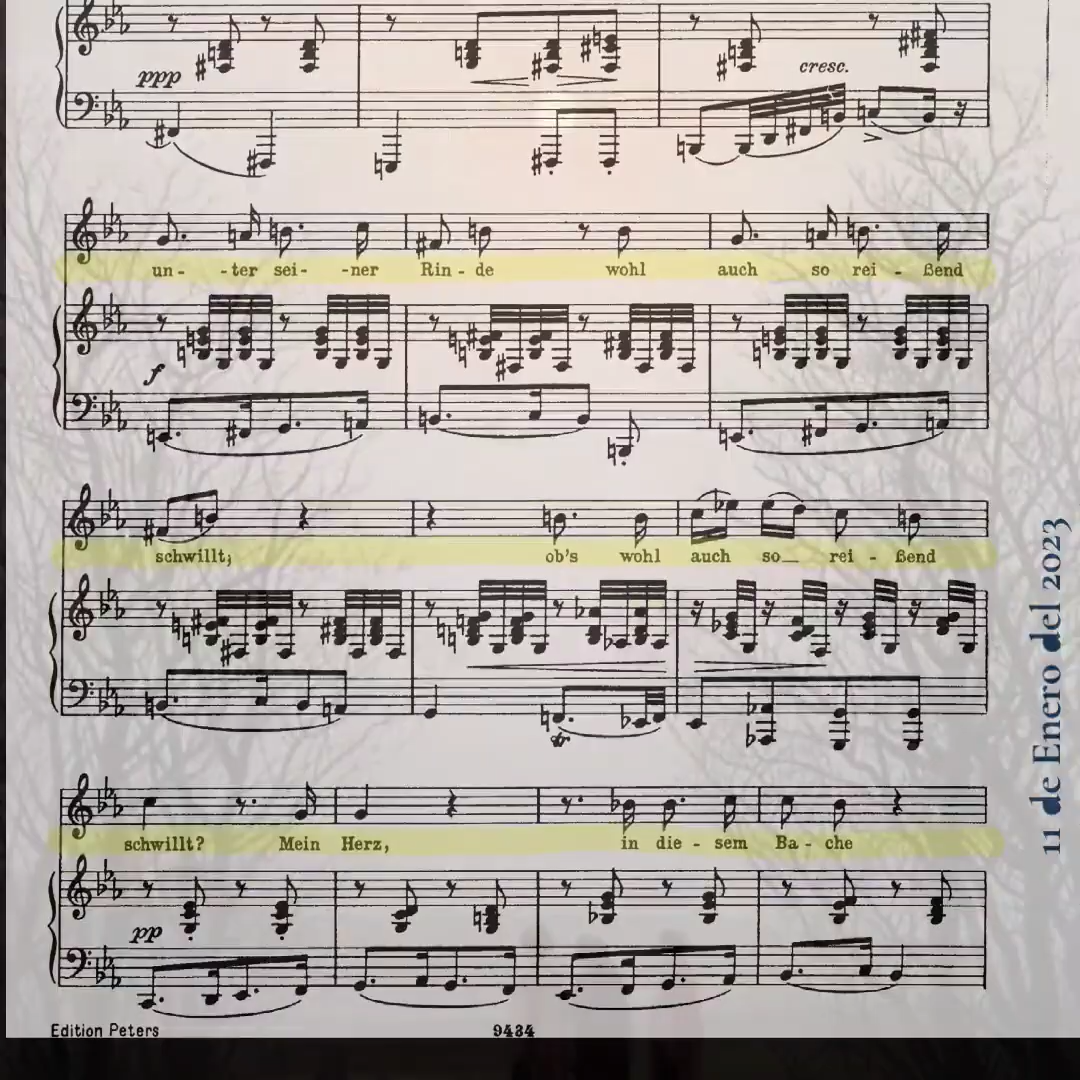 ppp
cresc.
un- -ter sei- -ner Rin - de wohl auch so rei - ßend
f
schwillt; ob's wohl auch so rei - ßend
schwillt? Mein Herz, in die - sem Ba - che
pp
Edition Peters 9434
11 de Enero del 2023